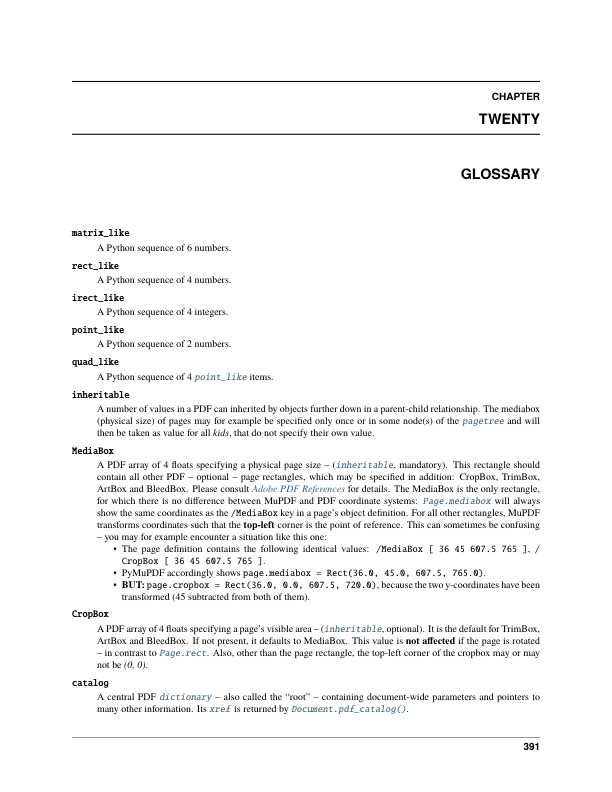 CHAPTER
TWENTY
GLOSSARY
matrix_like
A Python sequence of 6 numbers.
rect_like
A Python sequence of 4 numbers.
irect_like
A Python sequence of 4 integers.
point_like
A Python sequence of 2 numbers.
quad_like
A Python sequence of 4 point_like items.
inheritable
A number of values in a PDF can inherited by objects further down in a parent-child relationship. The mediabox
(physical size) of pages may for example be specified only once or in some node(s) of the pagetree and will
then be taken as value for all kids, that do not specify their own value.
MediaBox
A PDF array of 4 floats specifying a physical page size – (inheritable, mandatory). This rectangle should
contain all other PDF – optional – page rectangles, which may be specified in addition: CropBox, TrimBox,
ArtBox and BleedBox. Please consult Adobe PDF References for details. The MediaBox is the only rectangle,
for which there is no difference between MuPDF and PDF coordinate systems: Page.mediabox will always
show the same coordinates as the /MediaBox key in a page's object definition. For all other rectangles, MuPDF
transforms coordinates such that the top-left corner is the point of reference. This can sometimes be confusing
– you may for example encounter a situation like this one:
• The page definition contains the following identical values: /MediaBox [ 36 45 607.5 765 ], /
CropBox [ 36 45 607.5 765 ].
• PyMuPDF accordingly shows page.mediabox = Rect(36.0, 45.0, 607.5, 765.0).
• BUT: page.cropbox = Rect(36.0, 0.0, 607.5, 720.0), because the two y-coordinates have been
transformed (45 subtracted from both of them).
CropBox
A PDF array of 4 floats specifying a page's visible area – (inheritable, optional). It is the default for TrimBox,
ArtBox and BleedBox. If not present, it defaults to MediaBox. This value is not affected if the page is rotated
– in contrast to Page.rect. Also, other than the page rectangle, the top-left corner of the cropbox may or may
not be (0, 0).
catalog
A central PDF dictionary – also called the “root” – containing document-wide parameters and pointers to
many other information. Its xref is returned by Document.pdf_catalog().
391